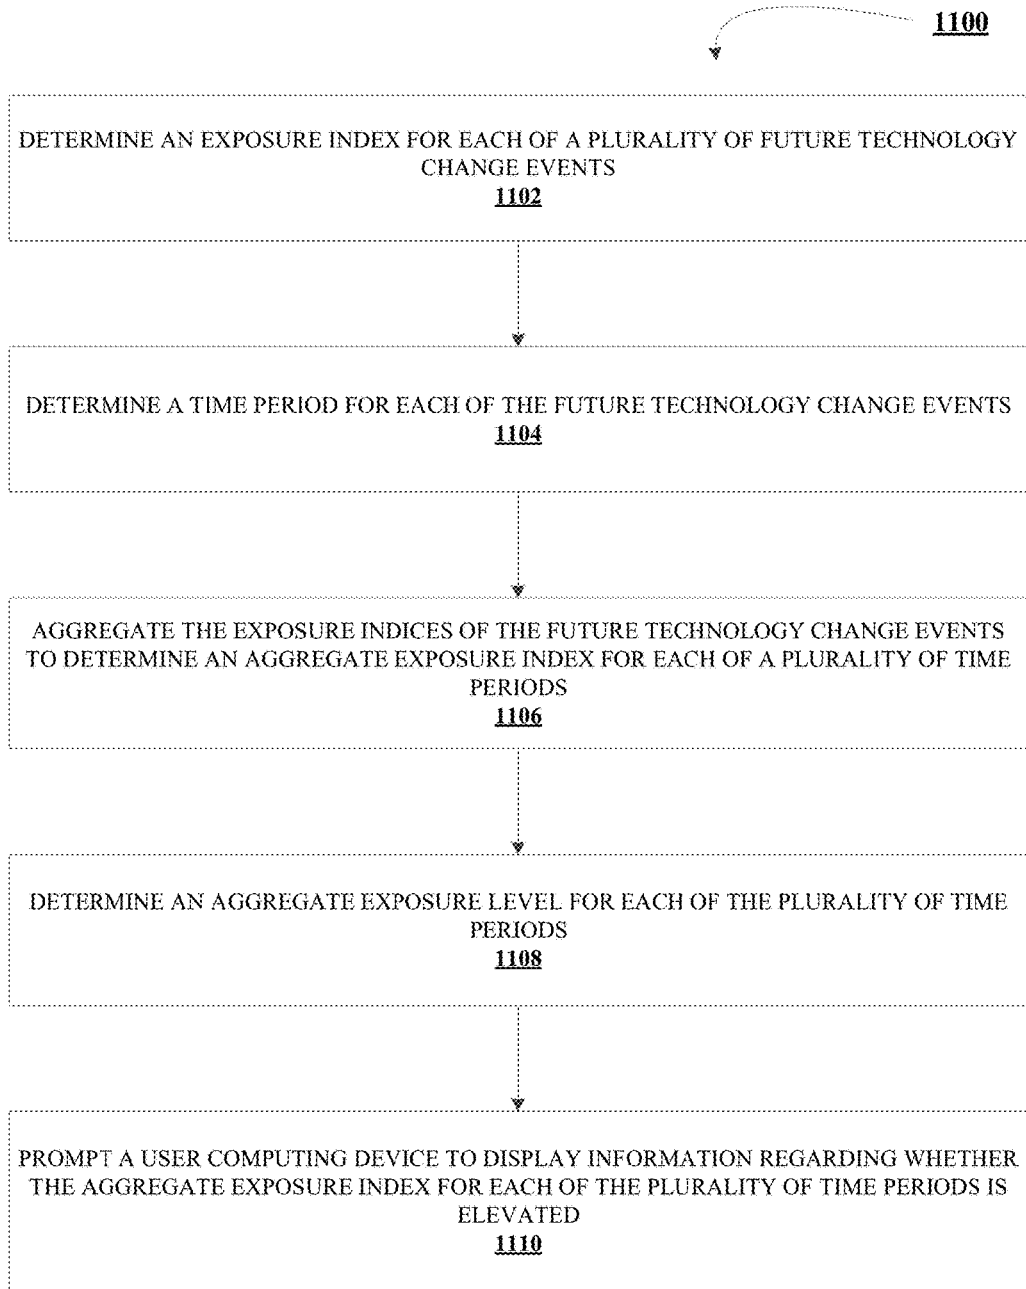 1100
DETERMINE AN EXPOSURE INDEX FOR EACH OF A PLURALITY OF FUTURE TECHNOLOGY
CHANGE EVENTS
1102
DETERMINE A TIME PERIOD FOR EACH OF THE FUTURE TECHNOLOGY CHANGE EVENTS
1104
AGGREGATE THE EXPOSURE INDICES OF THE FUTURE TECHNOLOGY CHANGE EVENTS
TO DETERMINE AN AGGREGATE EXPOSURE INDEX FOR EACH OF A PLURALITY OF TIME
PERIODS
1106
DETERMINE AN AGGREGATE EXPOSURE LEVEL FOR EACH OF THE PLURALITY OF TIME
PERIODS
1108
PROMPT A USER COMPUTING DEVICE TO DISPLAY INFORMATION REGARDING WHETHER
THE AGGREGATE EXPOSURE INDEX FOR EACH OF THE PLURALITY OF TIME PERIODS IS
ELEVATED
1110